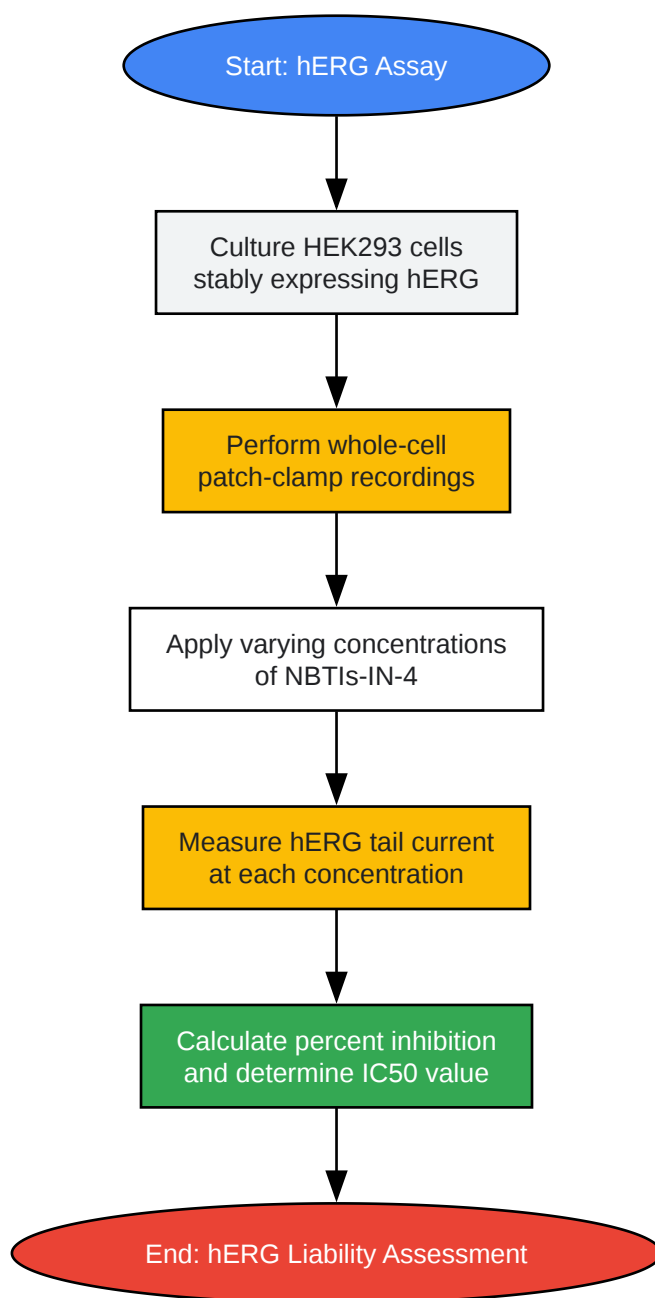 Start: hERG Assay
Culture HEK293 cells
stably expressing hERG
Perform whole-cell
patch-clamp recordings
Apply varying concentrations
of NBTIs-IN-4
Measure hERG tail current
at each concentration
Calculate percent inhibition
and determine IC50 value
End: hERG Liability Assessment